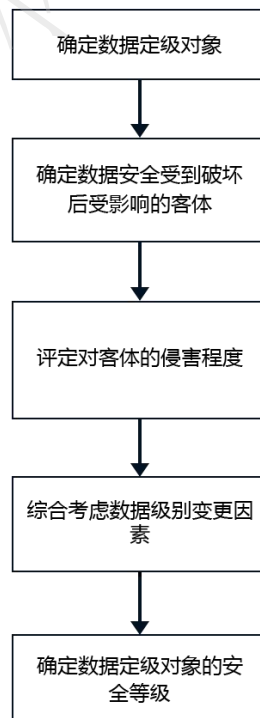 确定数据定级对象
确定数据安全受到破坏
后受影响的客体
评定对客体的侵害程度
综合考虑数据级别变更因
素
确定数据定级对象的安
全等级